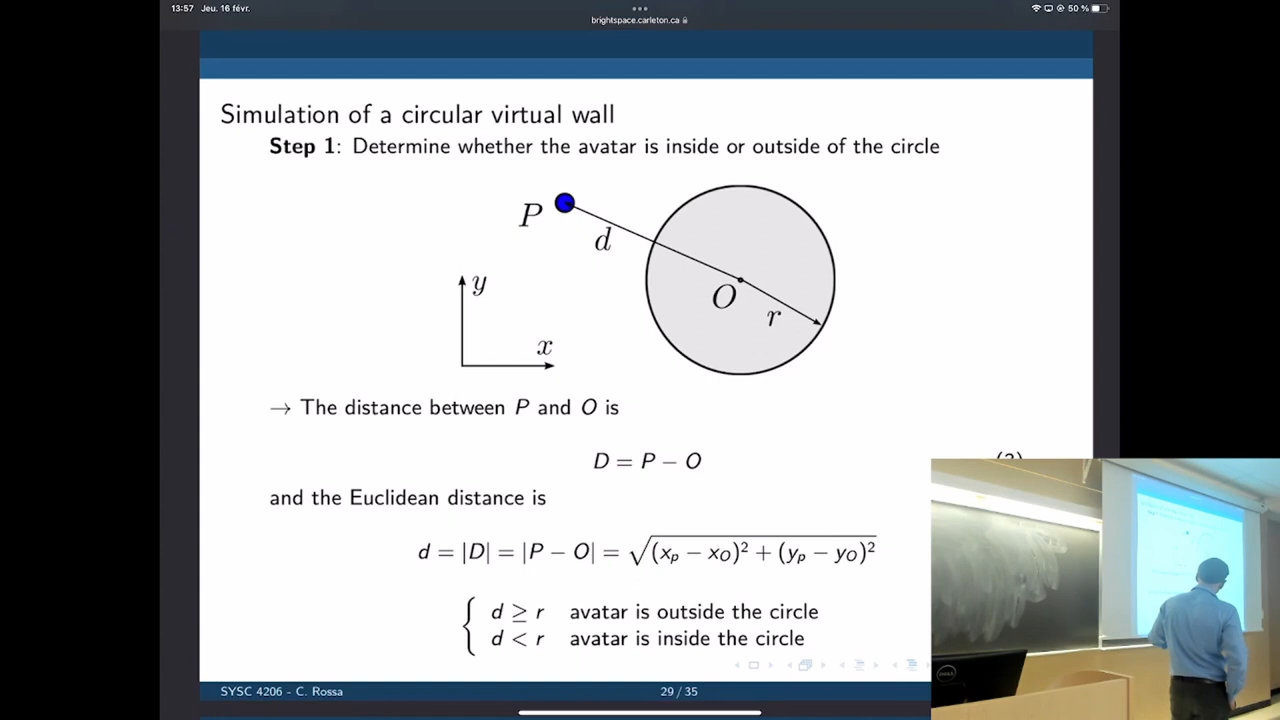 13:57 Jeu. 16 févr.
50 %
brightspace.carleton.ca
Simulation of a circular virtual wall
Step 1: Determine whether the avatar is inside or outside of the circle
P
d
O
r
y
x
→ The distance between P and O is
D = P − O
and the Euclidean distance is
d = |D| = |P − O| = √(xₚ − x_O)² + (yₚ − y_O)²
{ d ≥ r avatar is outside the circle
d < r avatar is inside the circle
SYSC 4206 - C. Rossa
29 / 35